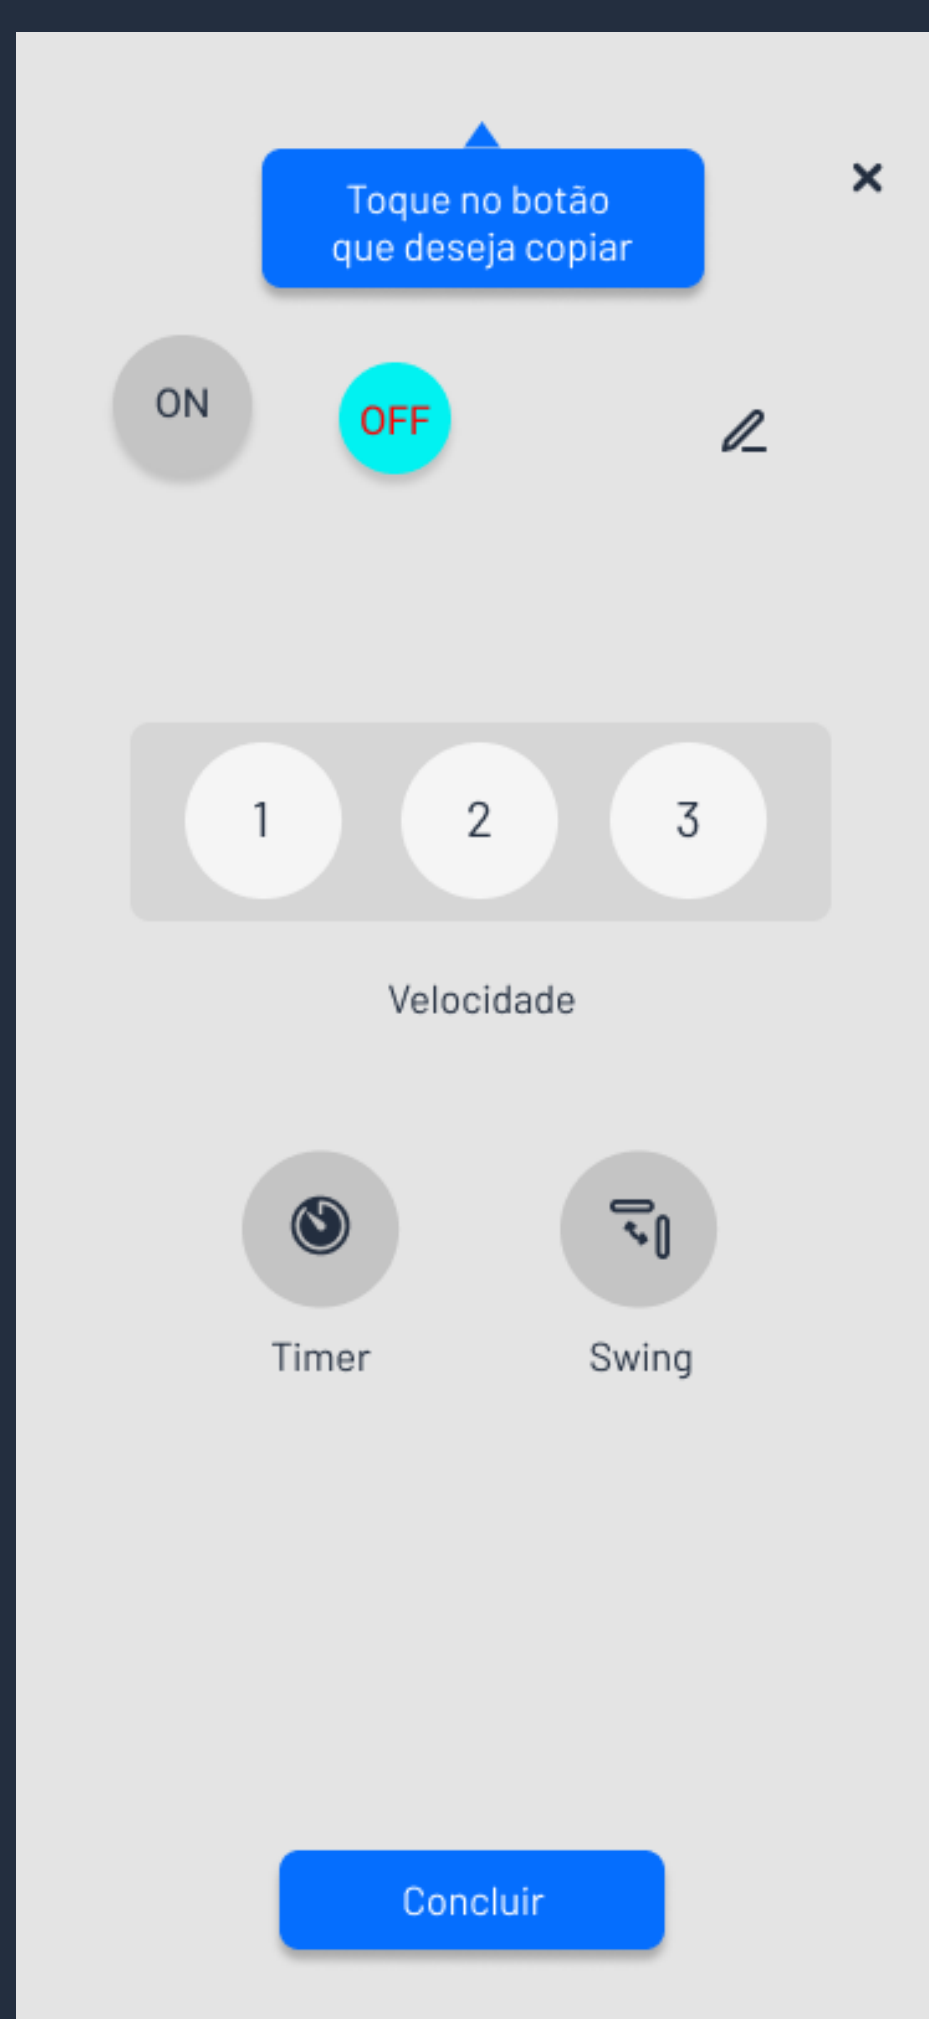 Toque no botão
que deseja copiar
ON
OFF
1
2
3
Velocidade
Timer
Swing
Concluir